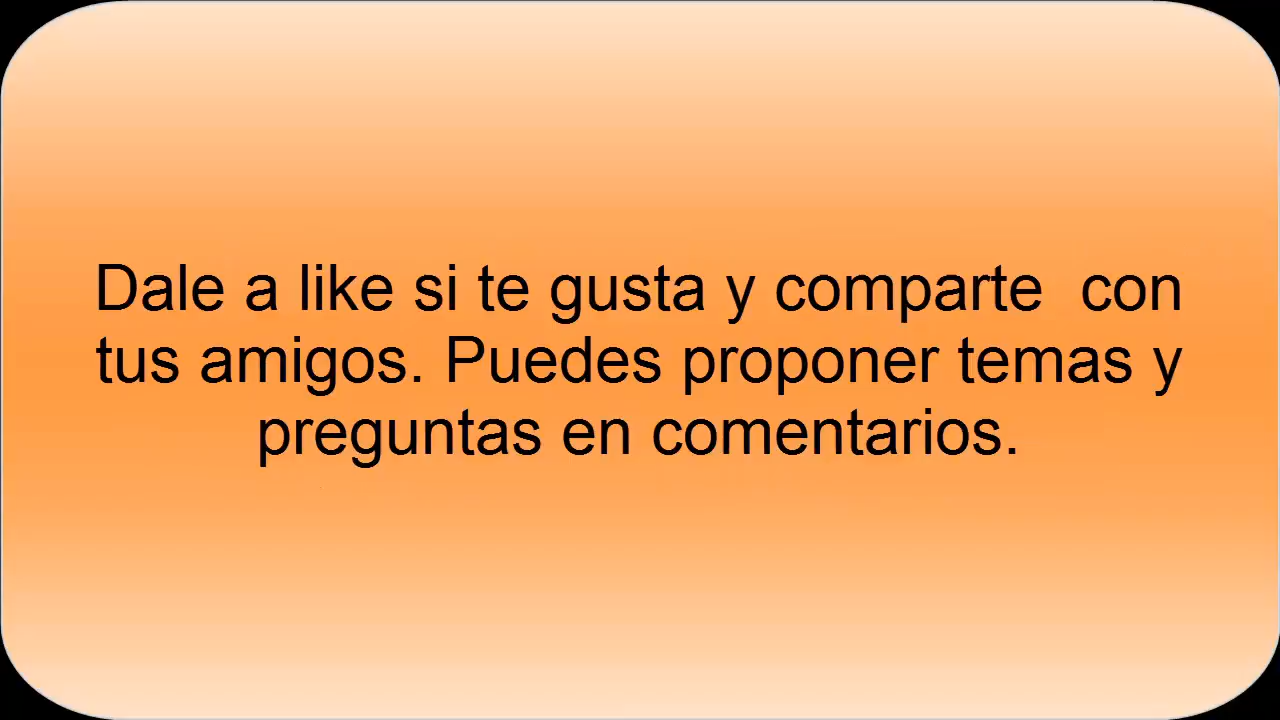 Dale a like si te gusta y comparte  con
tus amigos. Puedes proponer temas y
preguntas en comentarios.